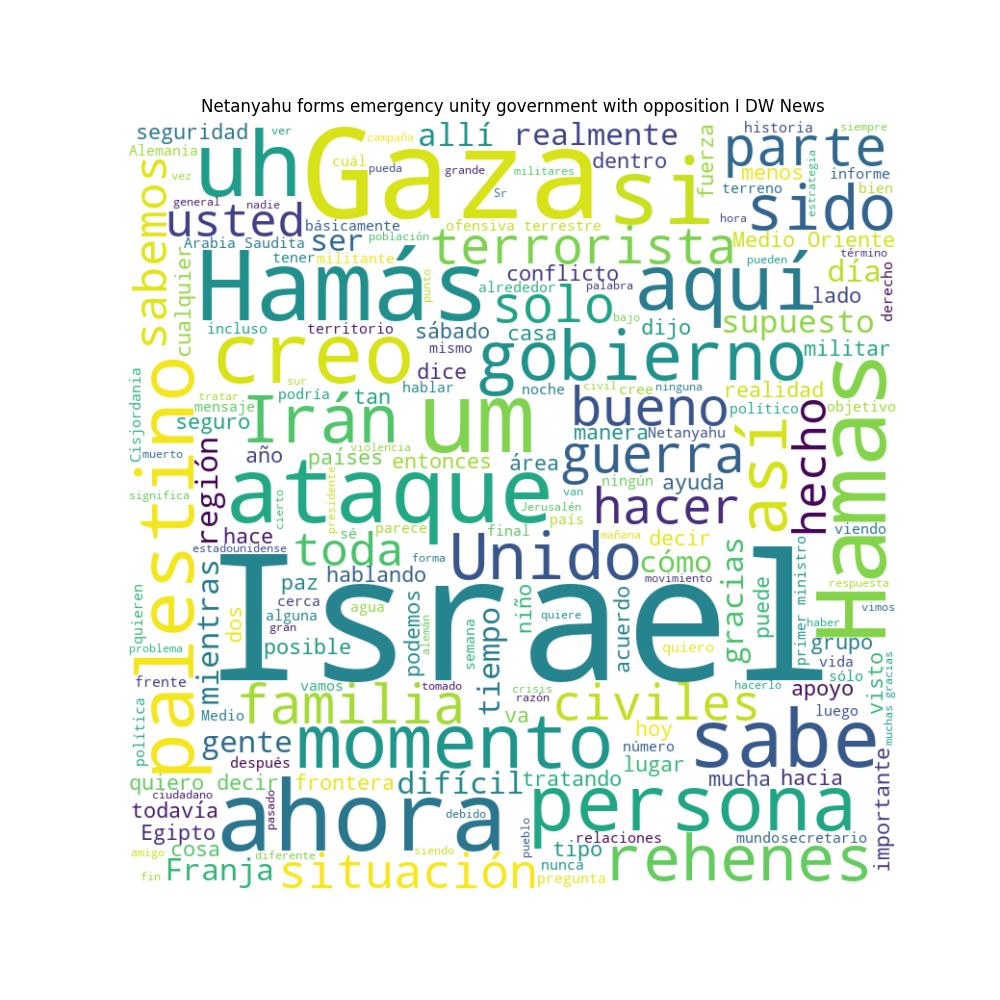 Netanyahu forms emergency unity government with opposition I DW News
seguridad
ver
campaña
allí
realmente
fuerza
historia
siempre
Alemania
uh
Gaza
si
cuál
pueda
grande
militares
dentro
parte
menos
informe
estrategia
vez
general
nadie
Sr
terreno
bien
sabemos
usted
básicamente
ofensiva terrestre
hora
sido
Arabia Saudita
ser
población
terrorista
Medio Oriente
término
cualquier
tener
militante
punto
conflicto
pueden
día
derecho
Hamás
alrededor
palabra
solo
aquí
lado
incluso
territorio
sábado
casa
bajo
dijo
supuesto
creo
mismo
gobierno
militar
dice
hablar
noche
civil
cree
ninguna
realidad
Cisjordania
tratar
sur
podría
tan
mensaje
seguro
Irán
um
bueno
político
objetivo
Hamas
muerto
palestino
región
año
violencia
países
entonces
manera
Netanyahu
guerra
así
hecho
área
ningún
ayuda
significa
ataque
presidente
cierto
van
Jerusalén
país
hacer
viendo
hace
sé
parece
final
mañana
decir
estadounidense
toda
forma
Unido
cómo
gracias
primer ministro
quieren
mientras
paz
hablando
movimiento
puede
respuesta
Israel
cerca
alguna
agua
podemos
niño
quiere
acuerdo
vimos
dos
gran
alemán
semana
tiempo
haber
problema
posible
quiero
grupo
vida
frente
vamos
tomado
crisis
razón
hacerlo
sólo
apoyo
visto
muchas gracias
política
Medio
familia
va
civiles
luego
gente
después
momento
hoy
número
sabe
lugar
quiero decir
frontera
difícil
tratando
mucha
hacia
importante
ciudadano
todavía
pasado
ahora
debido
persona
Egipto
pueblo
relaciones
mundo
secretario
amigo
cosa
diferente
siendo
tipo
nunca
rehenes
fin
Franja
situación
pregunta